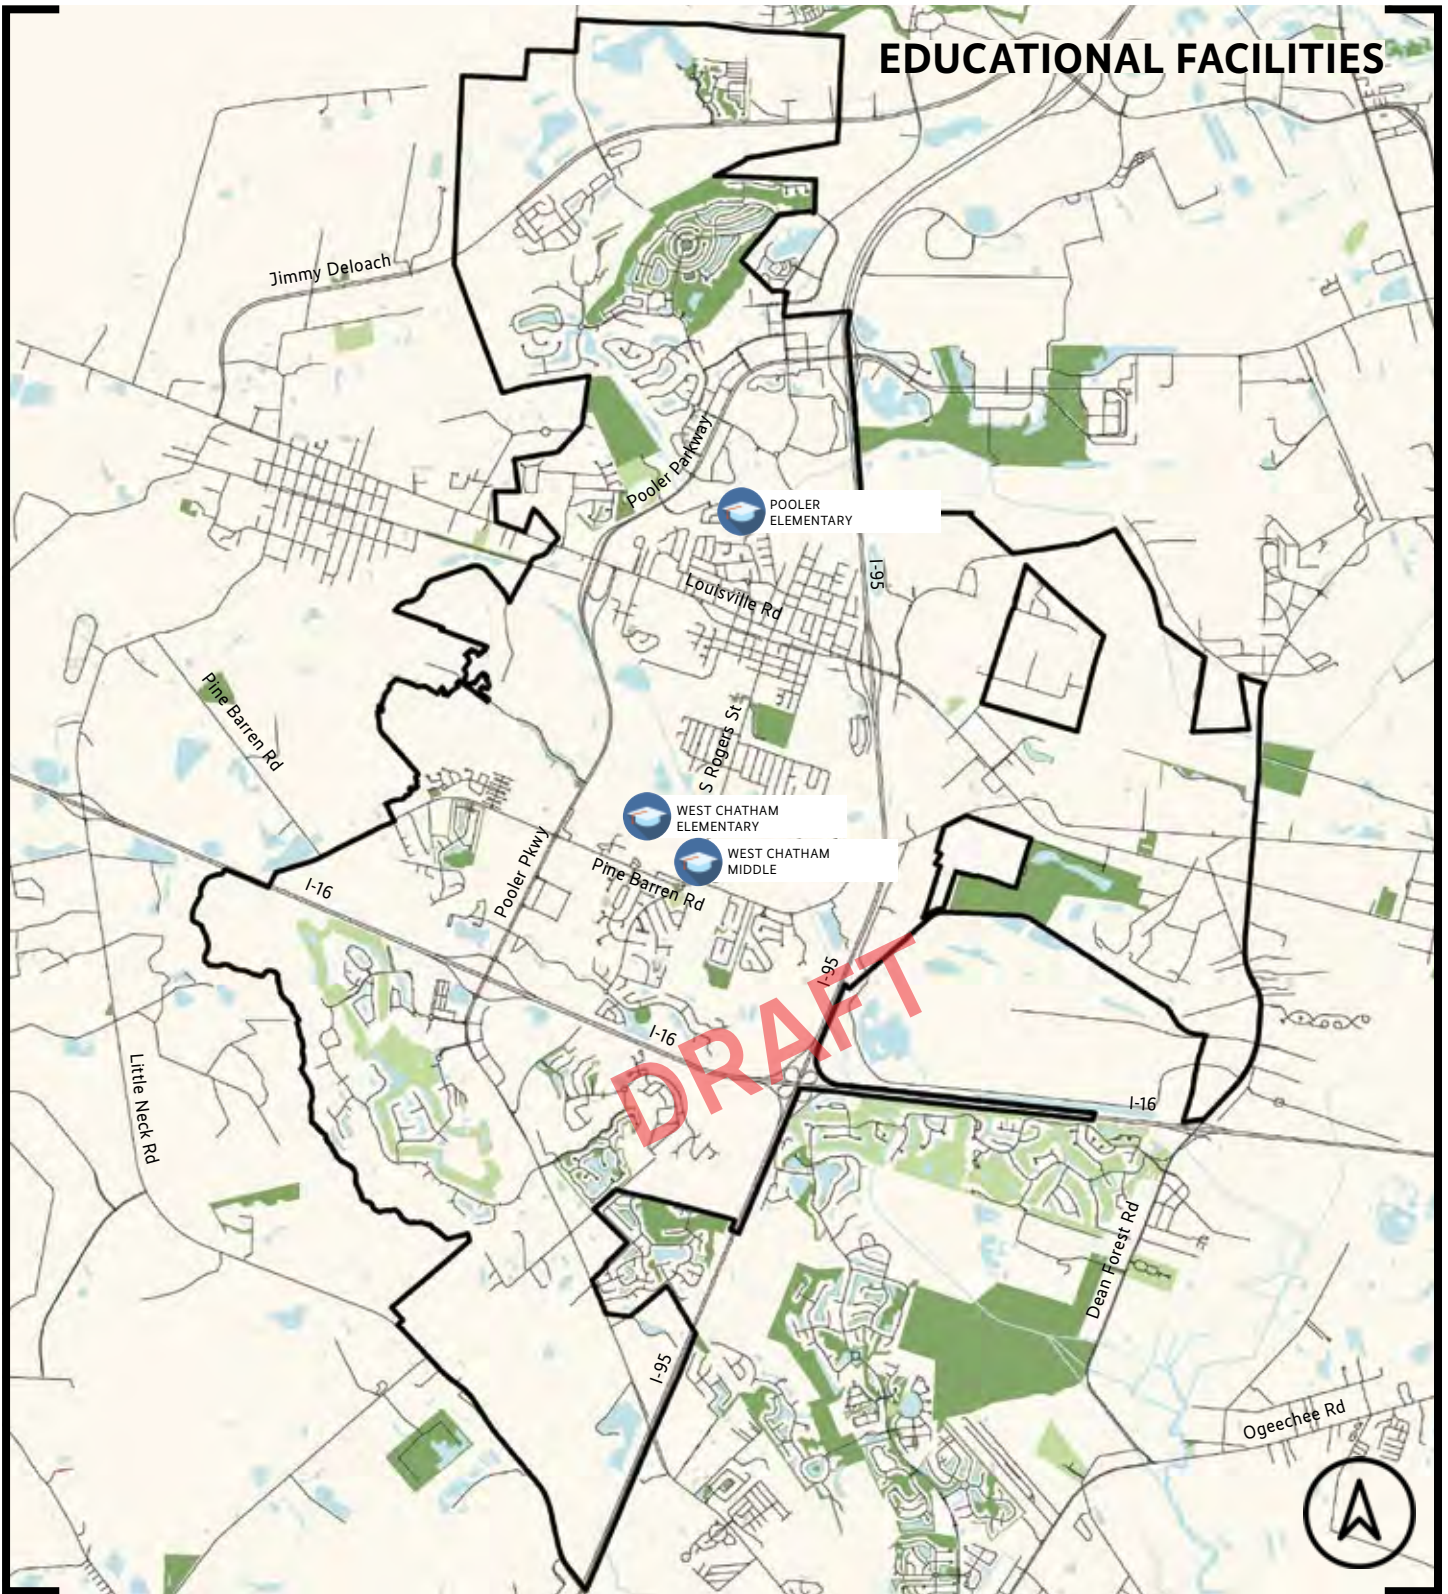 EDUCATIONAL FACILITIES
Jimmy Deloach
Pooler Parkway
POOLER
ELEMENTARY
I-95
Louisville Rd
Pine Barren Rd
S Rogers St
WEST CHATHAM
ELEMENTARY
WEST CHATHAM
MIDDLE
Pooler Pkwy
Pine Barren Rd
I-16
I-95
DRAFT
I-16
Little Neck Rd
I-16
Dean Forest Rd
I-95
Ogeechee Rd